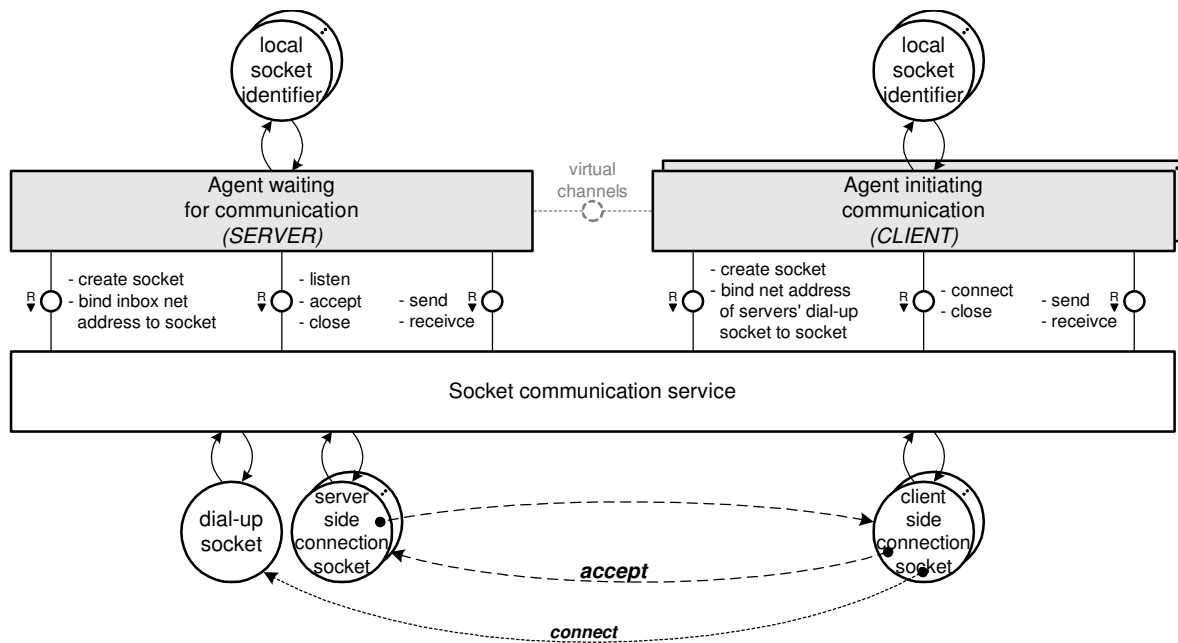 local
socket
identifier
local
socket
identifier
Agent waiting
for communication
(SERVER)
virtual
channels
Agent initiating
communication
(CLIENT)
R
- create socket
- bind inbox net
address to socket
R
- listen
- accept
- close
R
- send
- receivce
R
- create socket
- bind net address
of servers' dial-up
socket to socket
R
- connect
- close
R
- send
- receivce
Socket communication service
dial-up
socket
server
side
connection
socket
client
side
connection
socket
accept
connect